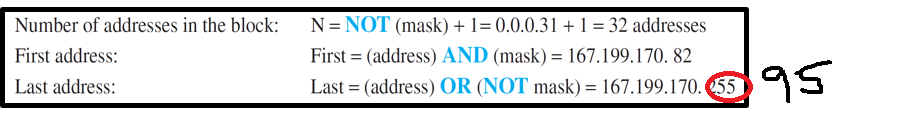 Number of addresses in the block: N = NOT (mask) + 1= 0.0.0.31 + 1 = 32 addresses
First address: First = (address) AND (mask) = 167.199.170. 82
Last address: Last = (address) OR (NOT mask) = 167.199.170. 255 95